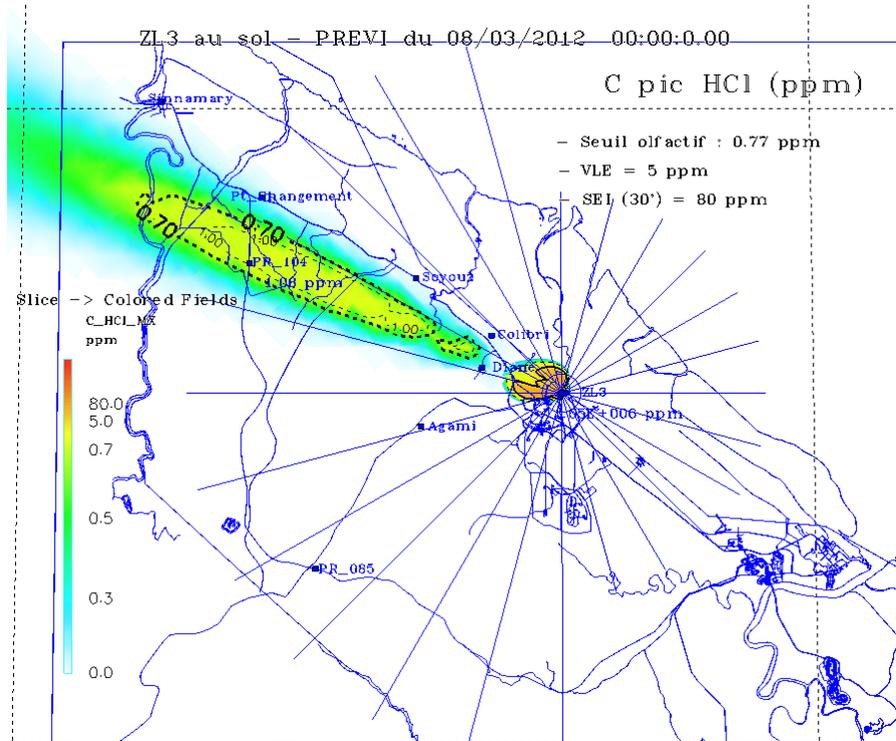 ZL3 au sol - PREVI du 08/03/2012 00:00:0.00
C pic HCl (ppm)
Sinnamary
- Seuil olfactif : 0.77 ppm
- VLE = 5 ppm
- SEI (30') = 80 ppm
Pt_Changement
0.70
0.70
1.00
1.00
PR_104
Soyouz
1.08 ppm
Slice -> Colored Fields
C_HCl_MX
ppm
1.00
Colibri
Diane
ZL3
80.0
5.0
0.7
0.5
0.3
0.0
Agami
PR_085